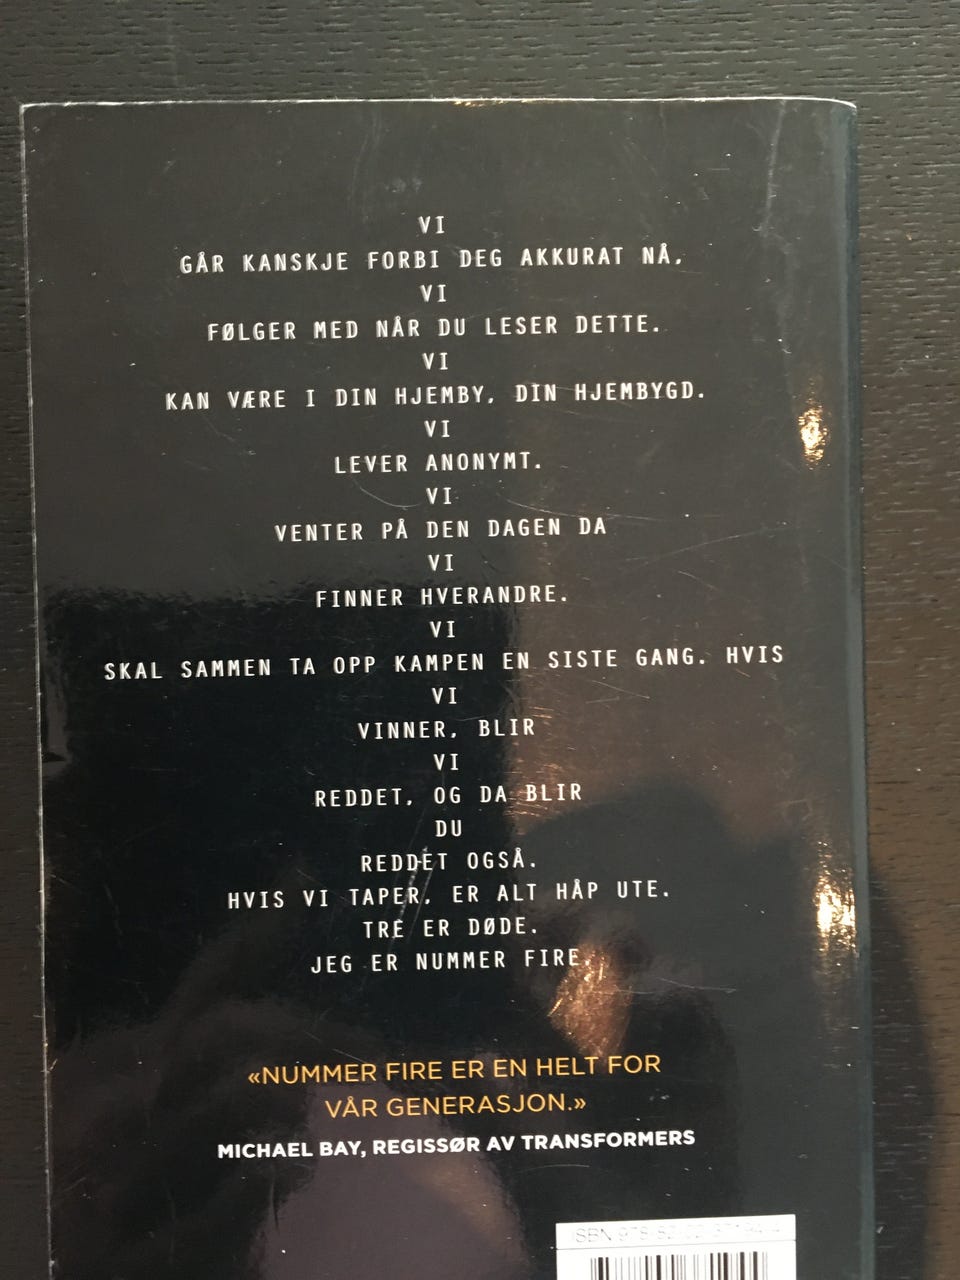 VI
GÅR KANSKJE FORBI DEG AKKURAT NÅ.
VI
FØLGER MED NÅR DU LESER DETTE.
VI
KAN VÆRE I DIN HJEMBY, DIN HJEMBYGD.
VI
LEVER ANONYMT.
VI
VENTER PÅ DEN DAGEN DA
VI
FINNER HVERANDRE.
VI
SKAL SAMMEN TA OPP KAMPEN EN SISTE GANG. HVIS
VI
VINNER, BLIR
VI
REDDET, OG DA BLIR
DU
REDDET OGSÅ.
HVIS VI TAPER, ER ALT HÅP UTE.
TRE ER DØDE.
JEG ER NUMMER FIRE.
«NUMMER FIRE ER EN HELT FOR
VÅR GENERASJON.»
MICHAEL BAY, REGISSØR AV TRANSFORMERS
ISBN